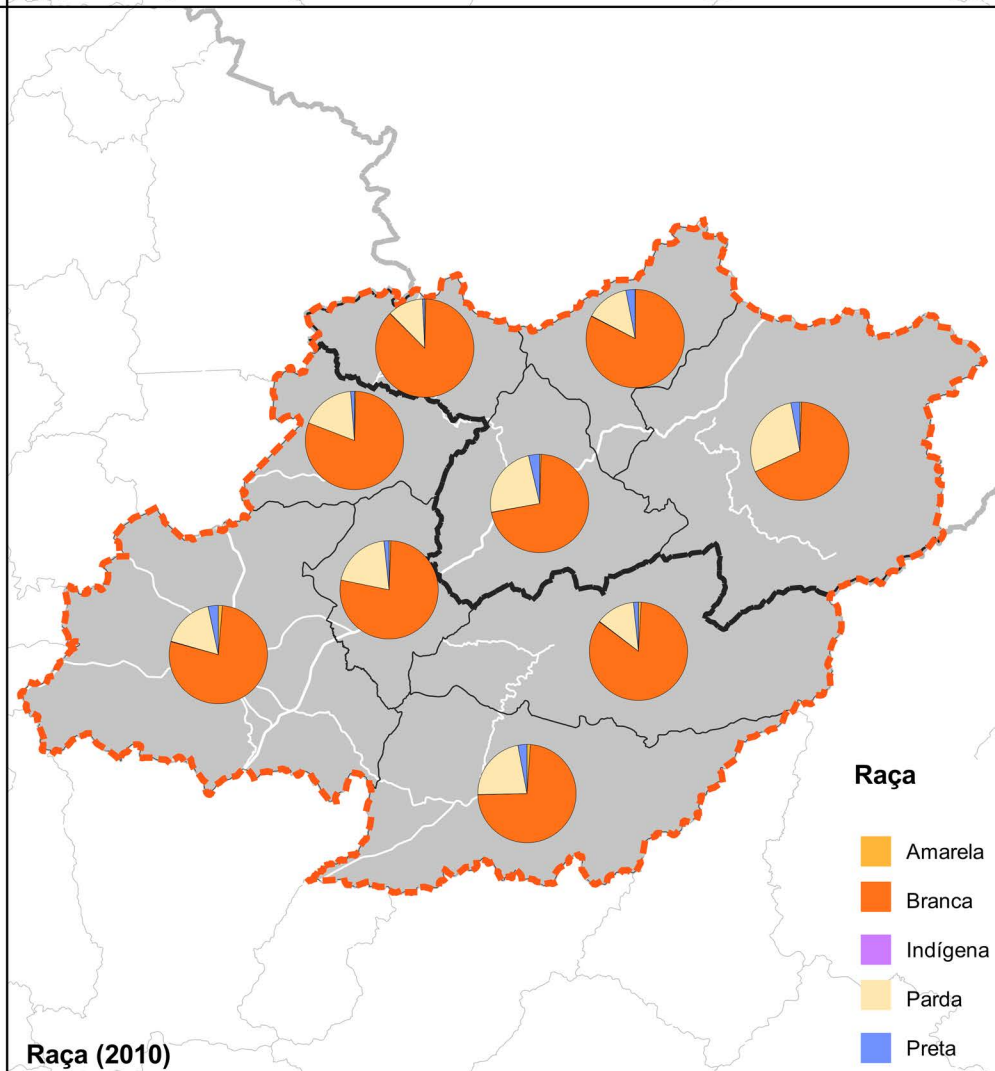 Raça
Amarela
Branca
Indígena
Parda
Preta
Raça (2010)